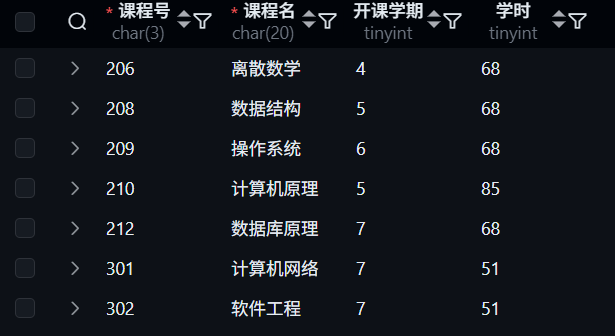 * 课程号 * 课程名 开课学期 学时
char(3) char(20) tinyint tinyint
206 离散数学 4 68
208 数据结构 5 68
209 操作系统 6 68
210 计算机原理 5 85
212 数据库原理 7 68
301 计算机网络 7 51
302 软件工程 7 51